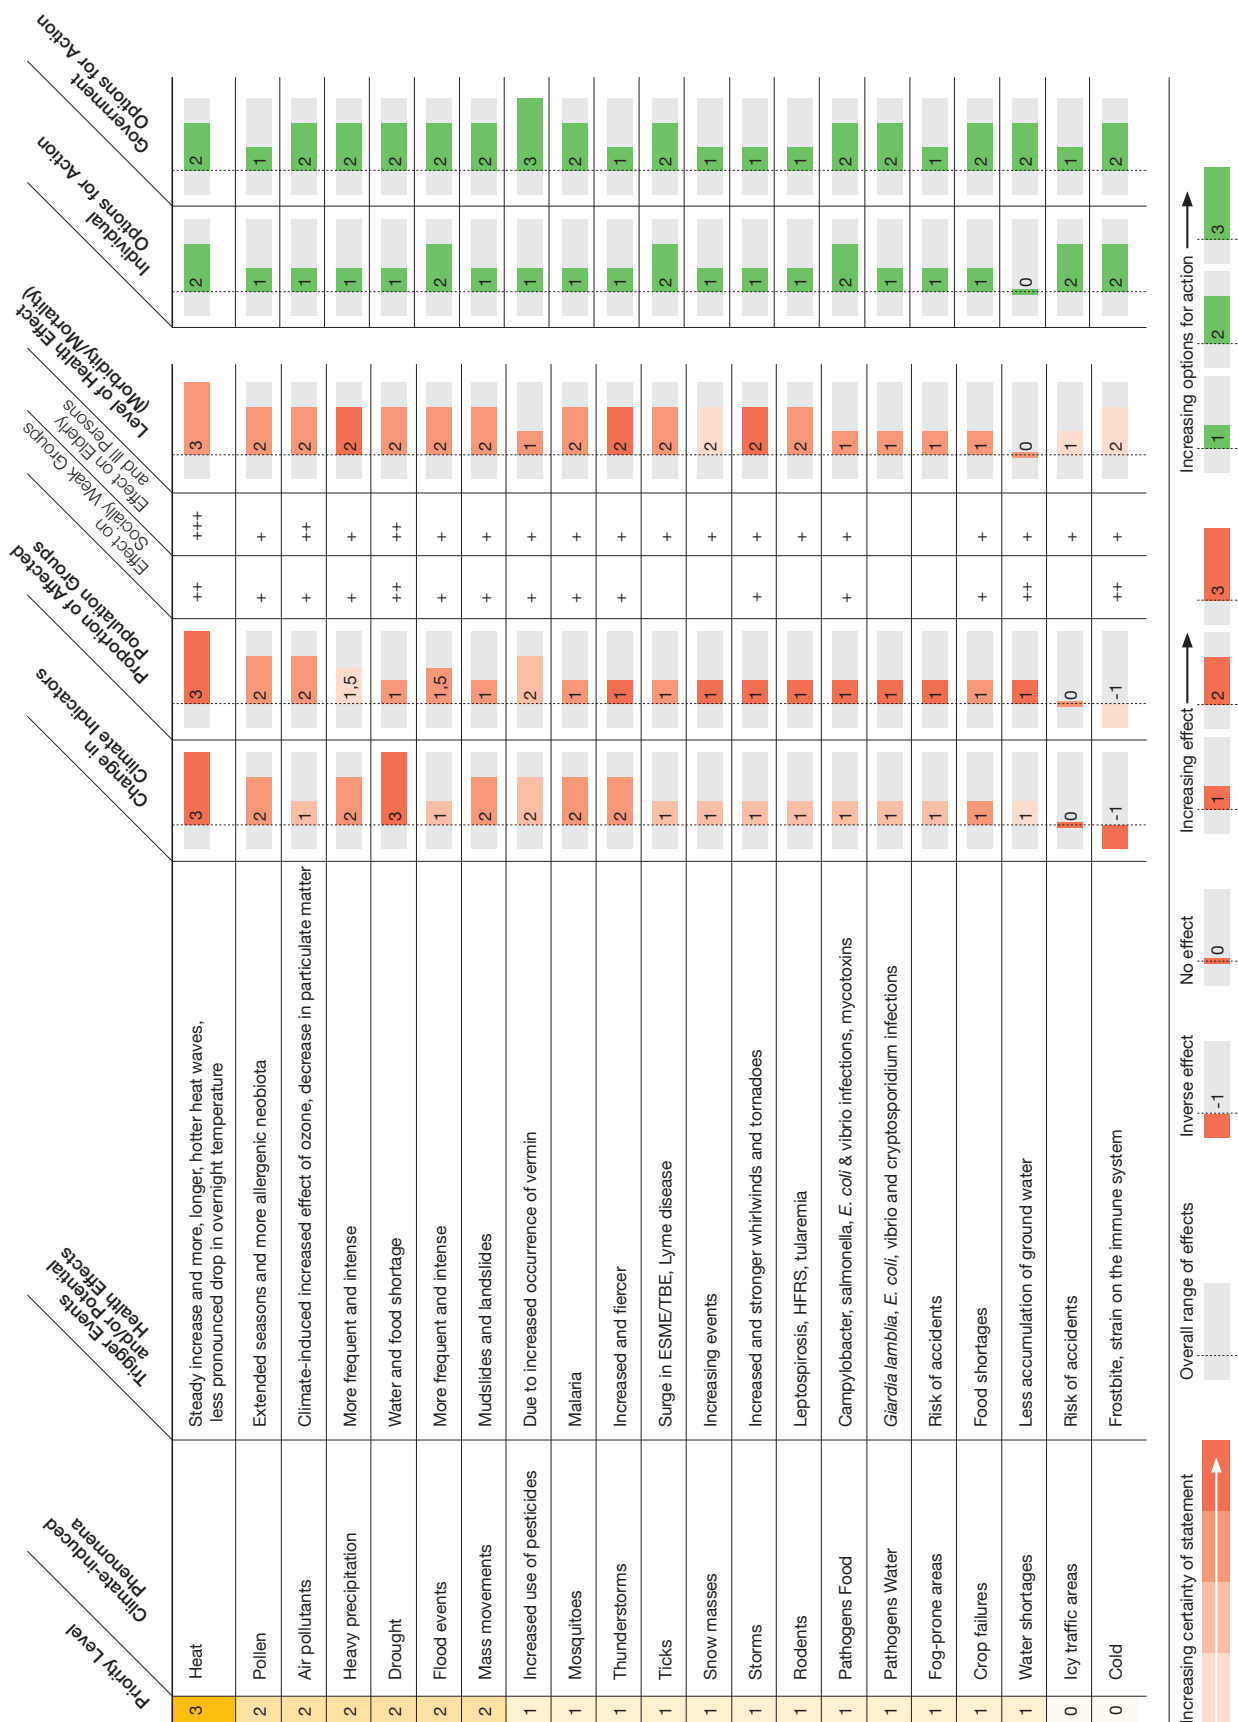 Priority Level
Climate-induced
Phenomena
Trigger Events
and/or Potential
Health Effects
Change in
Climate Indicators
Proportion of Affected
Population Groups
Effect on
Socially Weak Groups
Effect on Elderly
and Ill Persons
Level of Health Effect
(Morbidity/Mortality)
Individual
Options for Action
Government
Options for Action
3 Heat Steady increase and more, longer, hotter heat waves, 3 3 ++ +++ 3 2 2
less pronounced drop in overnight temperature
2 Pollen Extended seasons and more allergenic neobiota 2 2 + + 2 1 1
2 Air pollutants Climate-induced increased effect of ozone, decrease in particulate matter 1 2 ++ 2 1 2
2 Heavy precipitation More frequent and intense 2 1,5 + + 2 1 2
2 Drought Water and food shortage 3 1 ++ ++ 2 1 2
2 Flood events More frequent and intense 1 1,5 + + 2 2 2
2 Mass movements Mudslides and landslides 2 1 + + 2 1 2
1 Increased use of pesticides Due to increased occurrence of vermin 2 2 + + 1 1 3
1 Mosquitoes Malaria 2 1 + + 2 1 2
1 Thunderstorms Increased and fiercer 2 1 + + 2 1 1
1 Ticks Surge in ESME/TBE, Lyme disease 1 1 + 2 2 2
1 Snow masses Increasing events 1 1 + 2 1 1
1 Storms Increased and stronger whirlwinds and tornadoes 1 1 + + 2 1 1
1 Rodents Leptospirosis, HFRS, tularemia 1 1 + 2 1 1
1 Pathogens Food Campylobacter, salmonella, E. coli & vibrio infections, mycotoxins 1 1 + + 1 2 2
1 Pathogens Water Giardia lamblia, E. coli, vibrio and cryptosporidium infections 1 1 1 1 2
1 Fog-prone areas Risk of accidents 1 1 1 1 1
1 Crop failures Food shortages 1 1 + + 1 1 2
1 Water shortages Less accumulation of ground water 1 1 ++ + 0 0 2
0 Icy traffic areas Risk of accidents 0 0 + 1 2 1
0 Cold Frostbite, strain on the immune system -1 -1 ++ + 2 2 2
Increasing certainty of statement
Overall range of effects
Inverse effect
-1
No effect
0
Increasing effect
1 2 3
Increasing options for action
1 2 3